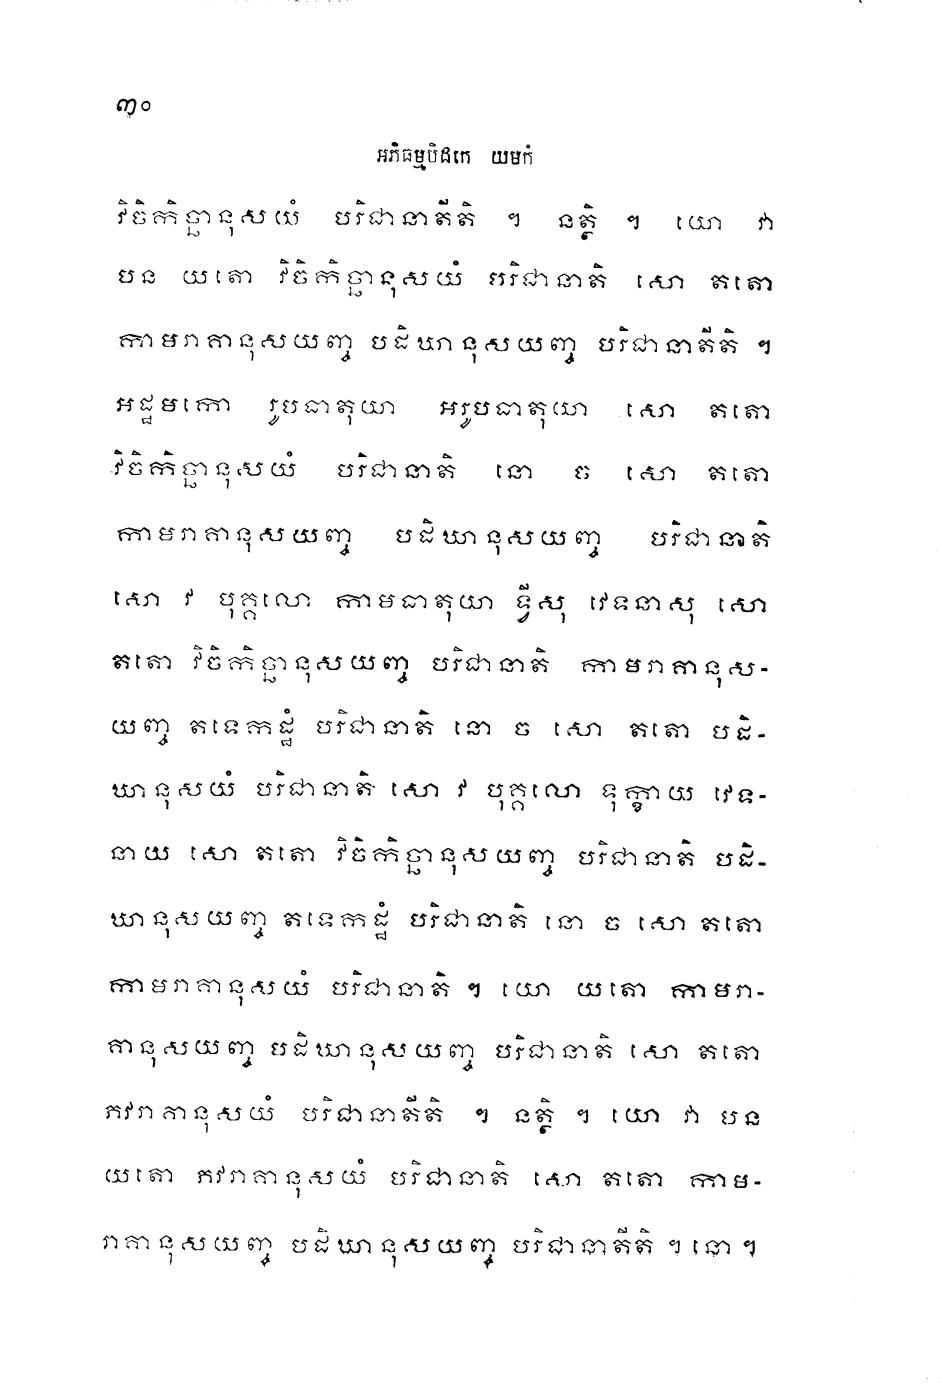 ៣០
អភិធម្មបិដកេ យមកំ
វិចិកិច្ឆានុសយំ បរិជានាតីតិ ។ នត្ថិ ។ យោ វា
បន យតោ វិចិកិច្ឆានុសយំ បរិជានាតិ សោ តតោ
កាមរាគានុសយញ្ច បដិឃានុសយញ្ច បរិជានាតីតិ ។
អដ្ឋមកោ រូបធាតុយា អរូបធាតុយា សោ តតោ
វិចិកិច្ឆានុសយំ បរិជានាតិ នោ ច សោ តតោ
កាមរាគានុសយញ្ច បដិឃានុសយញ្ច បរិជានាតិ
សោ វ បុគ្គលោ កាមធាតុយា ទ្វីសុ វេទនាសុ សោ
តតោ វិចិកិច្ឆានុសយញ្ច បរិជានាតិ កាមរាគានុស-
យញ្ច តទេកដ្ឋំ បរិជានាតិ នោ ច សោ តតោ បដិ-
ឃានុសយំ បរិជានាតិ សោ វ បុគ្គលោ ទុក្ខាយ វេទ-
នាយ សោ តតោ វិចិកិច្ឆានុសយញ្ច បរិជានាតិ បដិ-
ឃានុសយញ្ច តទេកដ្ឋំ បរិជានាតិ នោ ច សោ តតោ
កាមរាគានុសយំ បរិជានាតិ ។ យោ យតោ កាមរា-
គានុសយញ្ច បដិឃានុសយញ្ច បរិជានាតិ សោ តតោ
ភវរាគានុសយំ បរិជានាតីតិ ។ នត្ថិ ។ យោ វា បន
យតោ ភវរាគានុសយំ បរិជានាតិ សោ តតោ កាម-
រាគានុសយញ្ច បដិឃានុសយញ្ច បរិជានាតីតិ ។ នោ ។